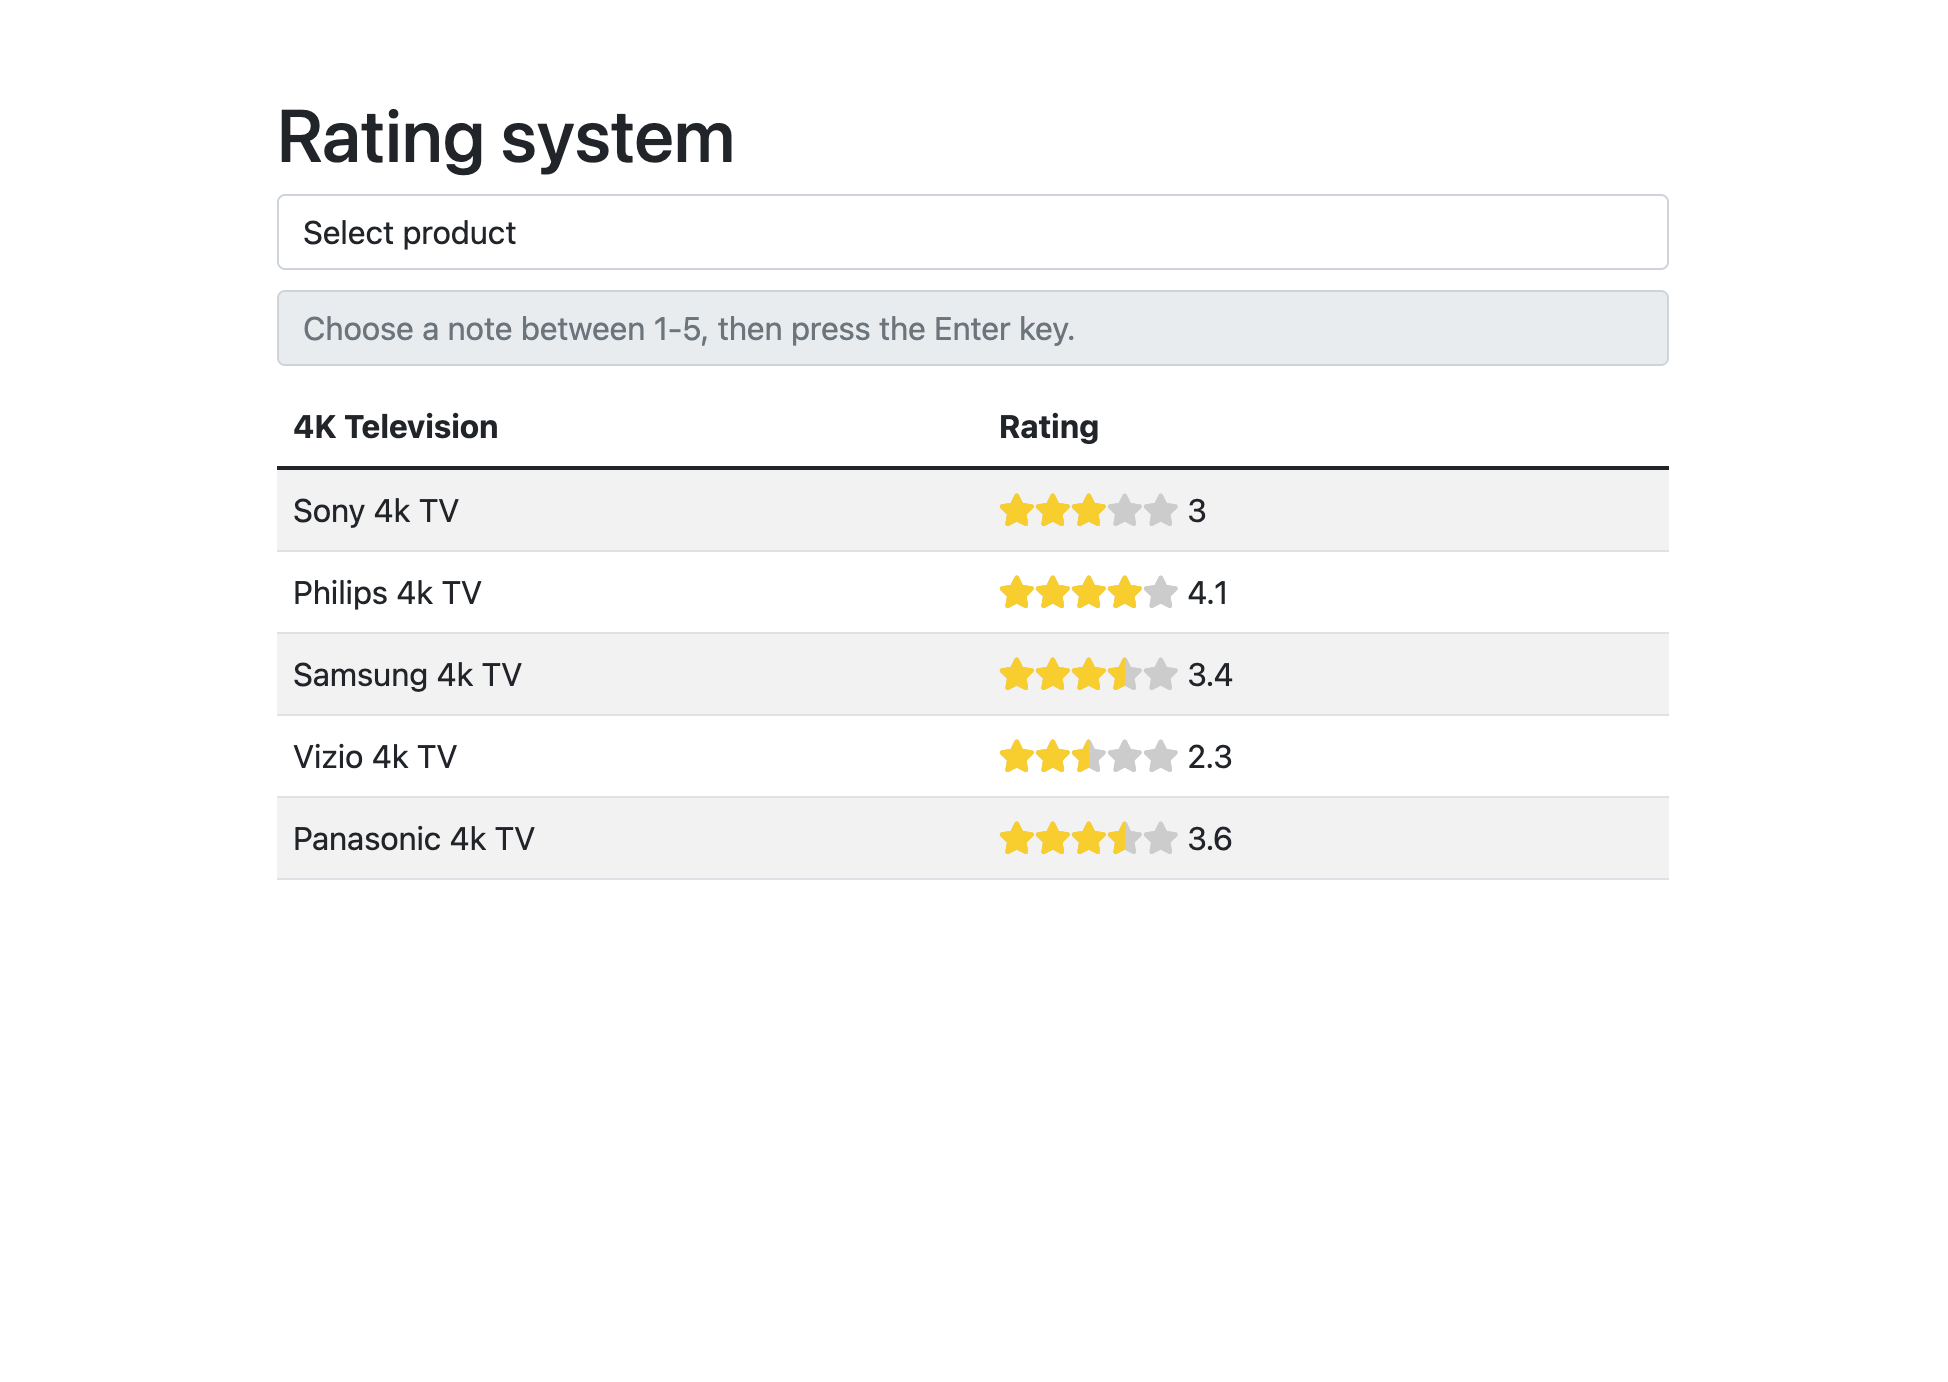 Rating system
Select product
Choose a note between 1-5, then press the Enter key.
4K Television Rating
Sony 4k TV 3
Philips 4k TV 4.1
Samsung 4k TV 3.4
Vizio 4k TV 2.3
Panasonic 4k TV 3.6